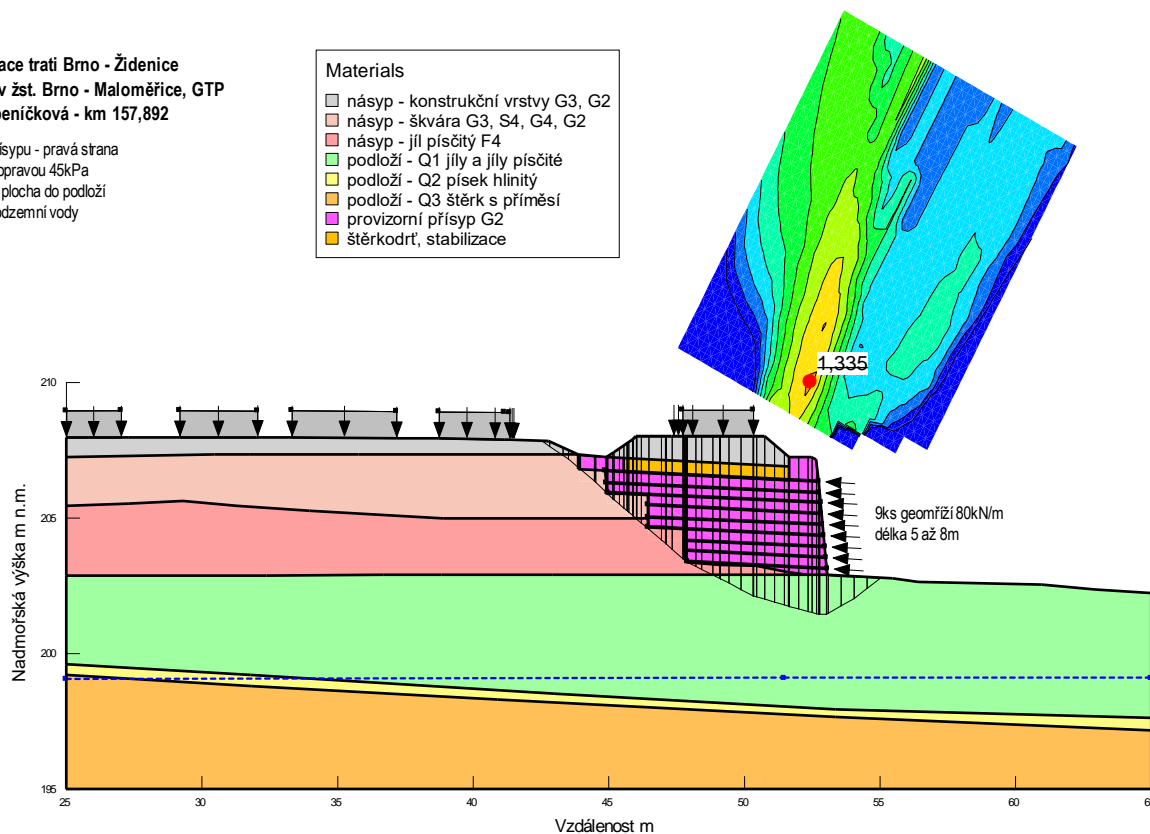 ace trati Brno - Židenice
v žst. Brno - Maloměřice, GTP
eníčková - km 157,892
ísypu - pravá strana
opravou 45kPa
plocha do podloží
odzemní vody
Materials
násyp - konstrukční vrstvy G3, G2
násyp - škvára G3, S4, G4, G2
násyp - jíl písčitý F4
podloží - Q1 jíly a jíly písčité
podloží - Q2 písek hlinitý
podloží - Q3 štěrk s příměsí
provizorní přísyp G2
štěrkodrť, stabilizace
1,335
9ks geomříží 80kN/m
délka 5 až 8m
Nadmořská výška m n.m.
210
205
200
195
25
30
35
40
45
50
55
60
Vzdálenost m